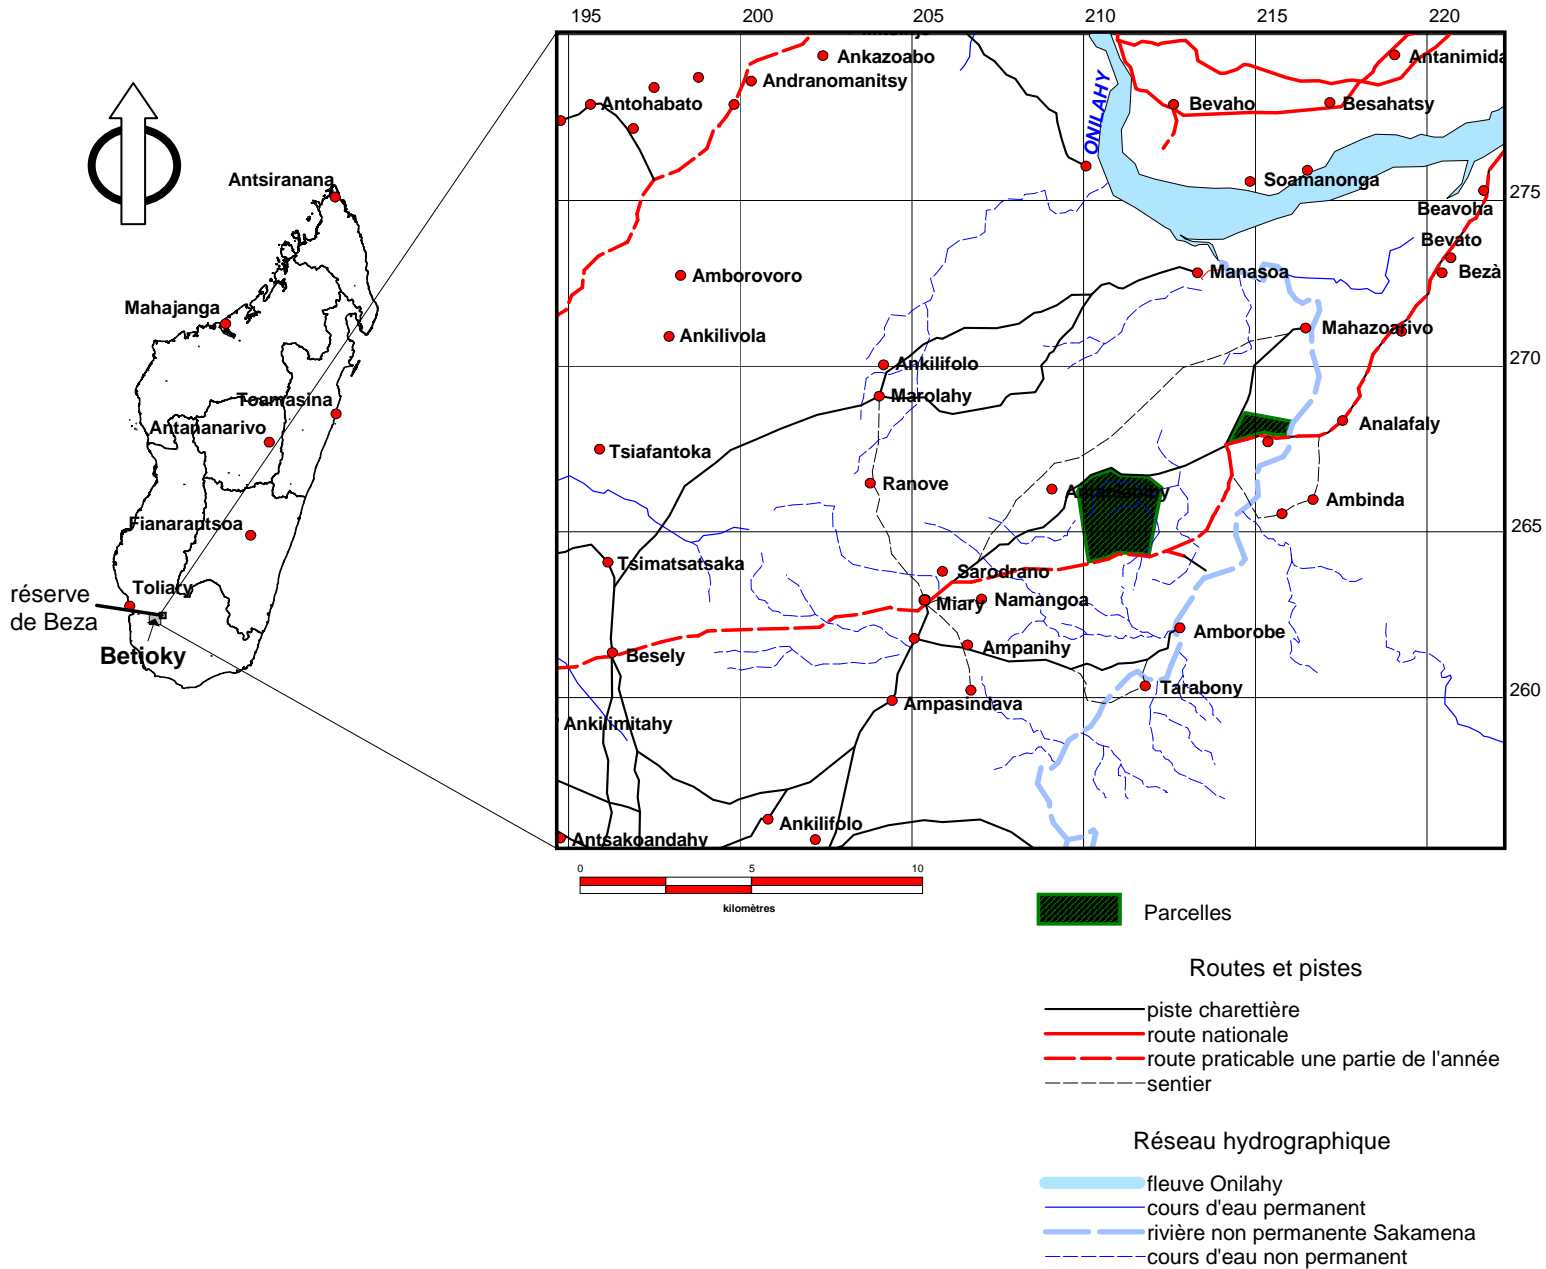 195 200 205 210 215 220
Ankazoabo
Antanimida
Andranomanitsy
Antohabato
Bevaho
Besahatsy
ONILAHY
Antsiranana
Soamanonga
275
Beavoha
Bevato
Amborovoro
Manasoa
Bezà
Mahajanga
Ankilivola
Mahazoarivo
Ankilifolo
270
Marolahy
Toamasina
Antananarivo
Analafaly
Tsiafantoka
Ranove
Ambinda
Fianarantsoa
265
Tsimatsatsaka
Sarodrano
Toliary
réserve
de Beza
Miary
Namangoa
Amborobe
Betioky
Besely
Ampanihy
Tarabony
260
Ampasindava
Ankilimitahy
Ankilifolo
Antsakoandahy
0 5 10
kilomètres
Parcelles
Routes et pistes
piste charettière
route nationale
route praticable une partie de l'année
sentier
Réseau hydrographique
fleuve Onilahy
cours d'eau permanent
rivière non permanente Sakamena
cours d'eau non permanent